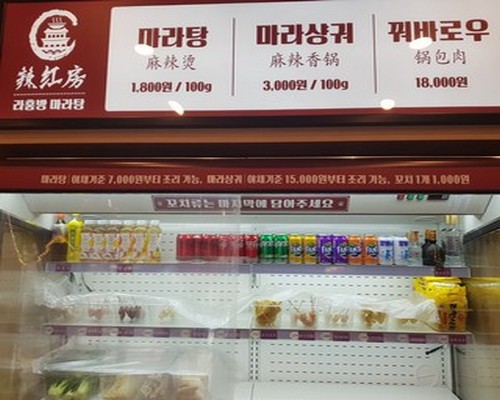 辣红房
라홍방 마라탕
마라탕
麻辣烫
1,800원 / 100g
마라샹궈
麻辣香锅
3,000원 / 100g
꿔바로우
锅包肉
18,000원
마라탕 야채기준 7,000원부터 조리 가능, 마라샹궈 야채기준 15,000원부터 조리 가능, 꼬치 1개 1,000원
꼬치류는 마지막에 담아주세요